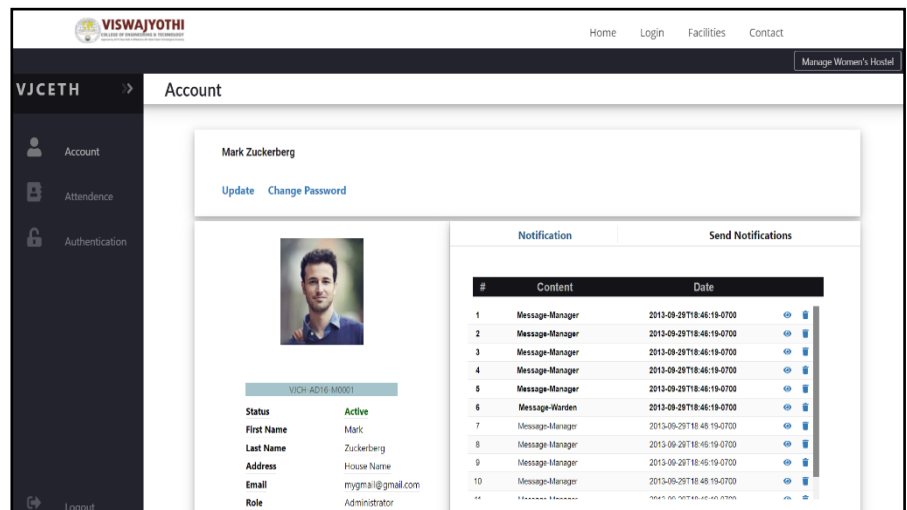 VISWAJYOTHI
COLLEGE OF ENGINEERING & TECHNOLOGY
Home Login Facilities Contact
Manage Women's Hostel
VJCETH
Account
Account
Attendence
Authentication
Logout
Mark Zuckerberg
Update Change Password
VJCH-AD16-M0001
Status Active
First Name Mark
Last Name Zuckerberg
Address House Name
Email mygmail@gmail.com
Role Administrator
Notification Send Notifications
# Content Date
1 Message-Manager 2013-09-29T18:46:19-0700
2 Message-Manager 2013-09-29T18:46:19-0700
3 Message-Manager 2013-09-29T18:46:19-0700
4 Message-Manager 2013-09-29T18:46:19-0700
5 Message-Manager 2013-09-29T18:46:19-0700
6 Message-Warden 2013-09-29T18:46:19-0700
7 Message-Manager 2013-09-29T18:46:19-0700
8 Message-Manager 2013-09-29T18:46:19-0700
9 Message-Manager 2013-09-29T18:46:19-0700
10 Message-Manager 2013-09-29T18:46:19-0700